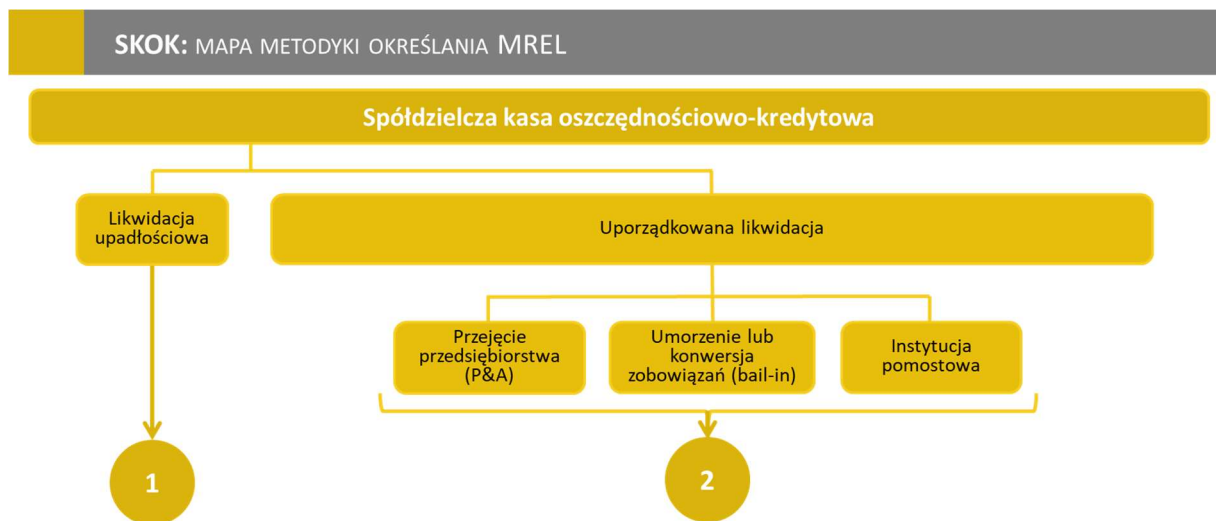 SKOK: MAPA METODYKI OKREŚLANIA MREL
Spółdzielcza kasa oszczędnościowo-kredytowa
Likwidacja
upadłościowa
Uporządkowana likwidacja
Przejęcie
przedsiębiorstwa
(P&A)
Umorzenie lub
konwersja
zobowiązań (bail-in)
Instytucja
pomostowa
1
2